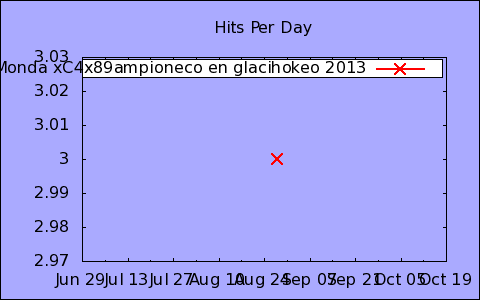 Hits Per Day
3.03
Monda xC4x89ampioneco en glacihokeo 2013
3.02
3.01
3
2.99
2.98
2.97
Jun 29 Jul 13 Jul 27 Aug 10 Aug 24 Sep 07 Sep 21 Oct 05 Oct 19